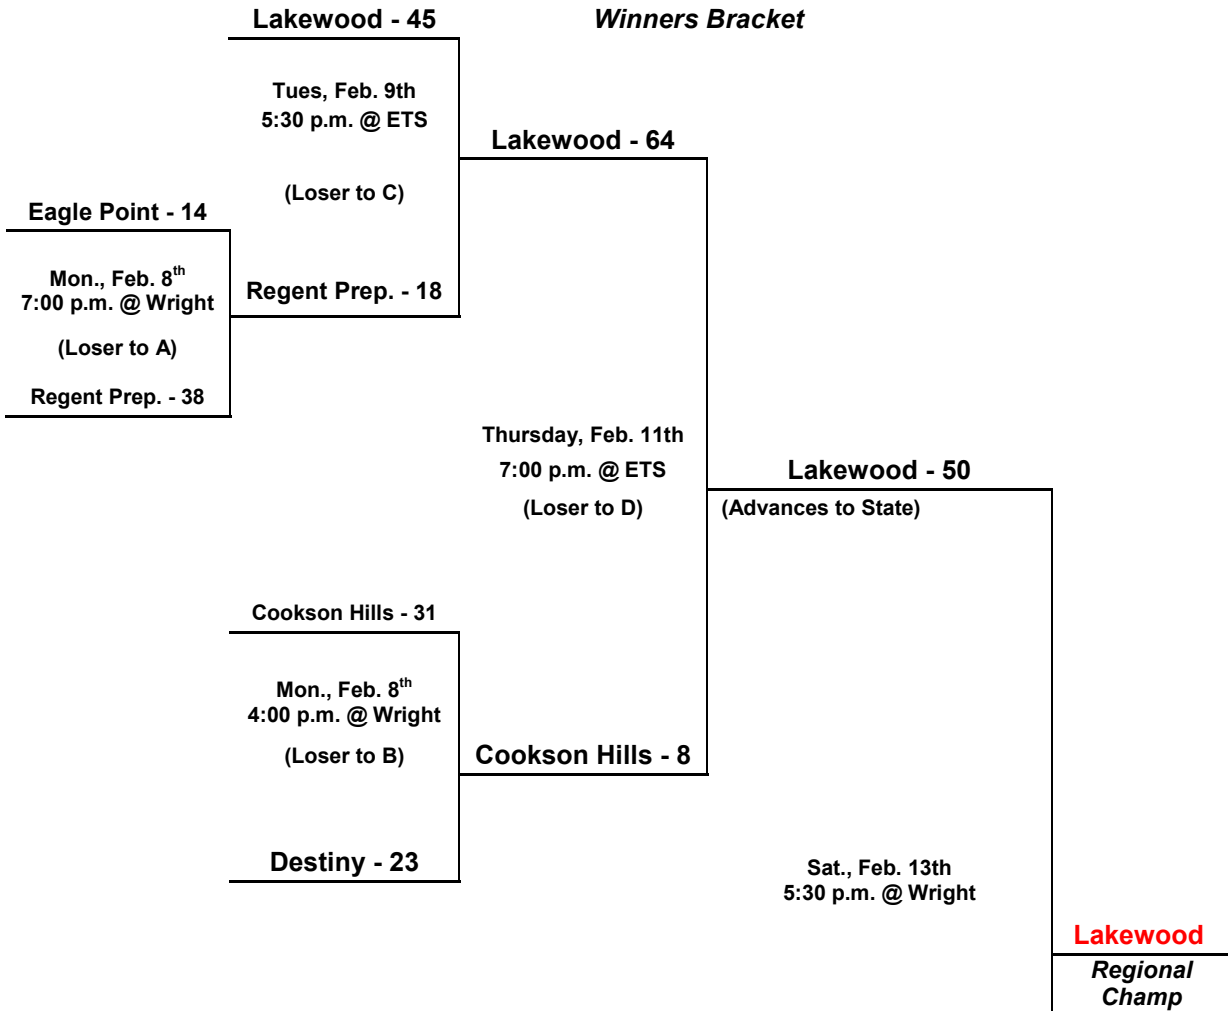 Lakewood - 45
Winners Bracket
Tues, Feb. 9th
5:30 p.m. @ ETS
Lakewood - 64
(Loser to C)
Eagle Point - 14
Mon., Feb. 8th
7:00 p.m. @ Wright
Regent Prep. - 18
(Loser to A)
Regent Prep. - 38
Thursday, Feb. 11th
7:00 p.m. @ ETS
(Loser to D)
Lakewood - 50
(Advances to State)
Cookson Hills - 31
Mon., Feb. 8th
4:00 p.m. @ Wright
(Loser to B)
Cookson Hills - 8
Destiny - 23
Sat., Feb. 13th
5:30 p.m. @ Wright
Lakewood
Regional
Champ